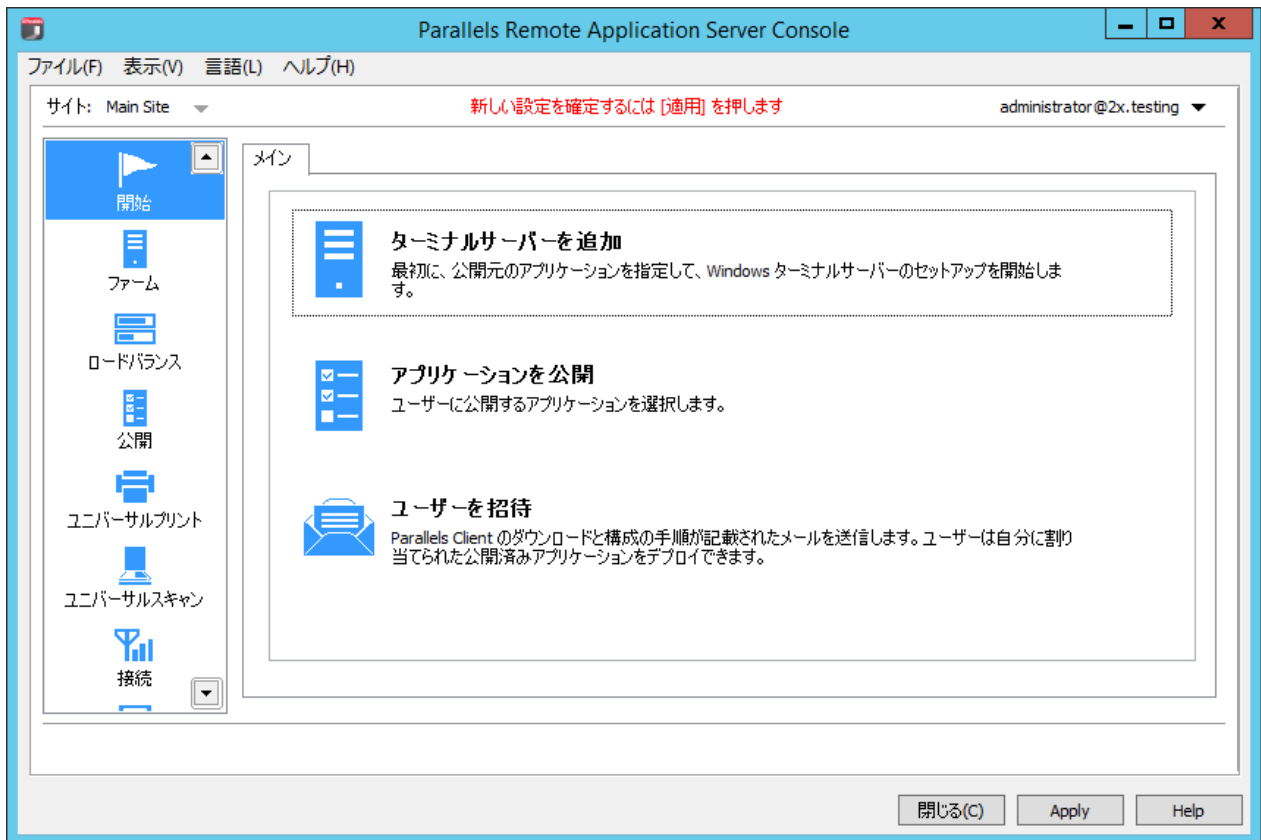 Parallels Remote Application Server Console
ファイル(F) 表示(V) 言語(L) ヘルプ(H)
サイト: Main Site
新しい設定を確定するには [適用] を押します
administrator@2x.testing
開始
ファーム
ロードバランス
公開
ユニバーサルプリント
ユニバーサルスキャン
接続
メイン
ターミナルサーバーを追加
最初に、公開元のアプリケーションを指定して、Windows ターミナルサーバーのセットアップを開始しま
す。
アプリケーションを公開
ユーザーに公開するアプリケーションを選択します。
ユーザーを招待
Parallels Client のダウンロードと構成の手順が記載されたメールを送信します。ユーザーは自分に割り
当てられた公開済みアプリケーションをデプロイできます。
閉じる(C)
Apply
Help